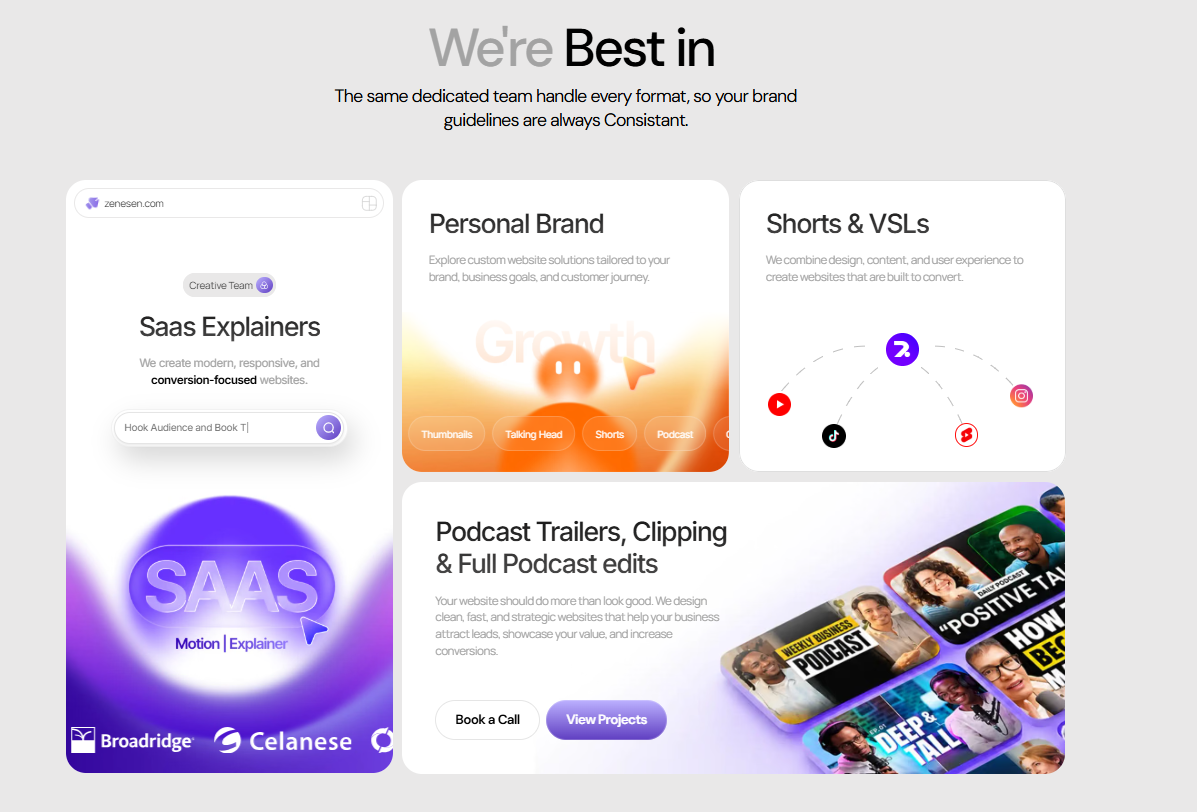 We're Best in
The same dedicated team handle every format, so your brand
guidelines are always Consistant.
zenesen.com
Creative Team
Saas Explainers
We create modern, responsive, and
conversion-focused websites.
Hook Audience and Book T|
SAAS
Motion | Explainer
Broadridge
Celanese
Personal Brand
Explore custom website solutions tailored to your
brand, business goals, and customer journey.
Growth
Thumbnails
Talking Head
Shorts
Podcast
Shorts & VSLs
We combine design, content, and user experience to
create websites that are built to convert.
Podcast Trailers, Clipping
& Full Podcast edits
Your website should do more than look good. We design
clean, fast, and strategic websites that help your business
attract leads, showcase your value, and increase
conversions.
Book a Call
View Projects
WEEKLY BUSINESS
PODCAST
DAILY PODCAST
"POSITIVE TA
HOW
BEC
MA
EP. 01
DEEP &
TALL